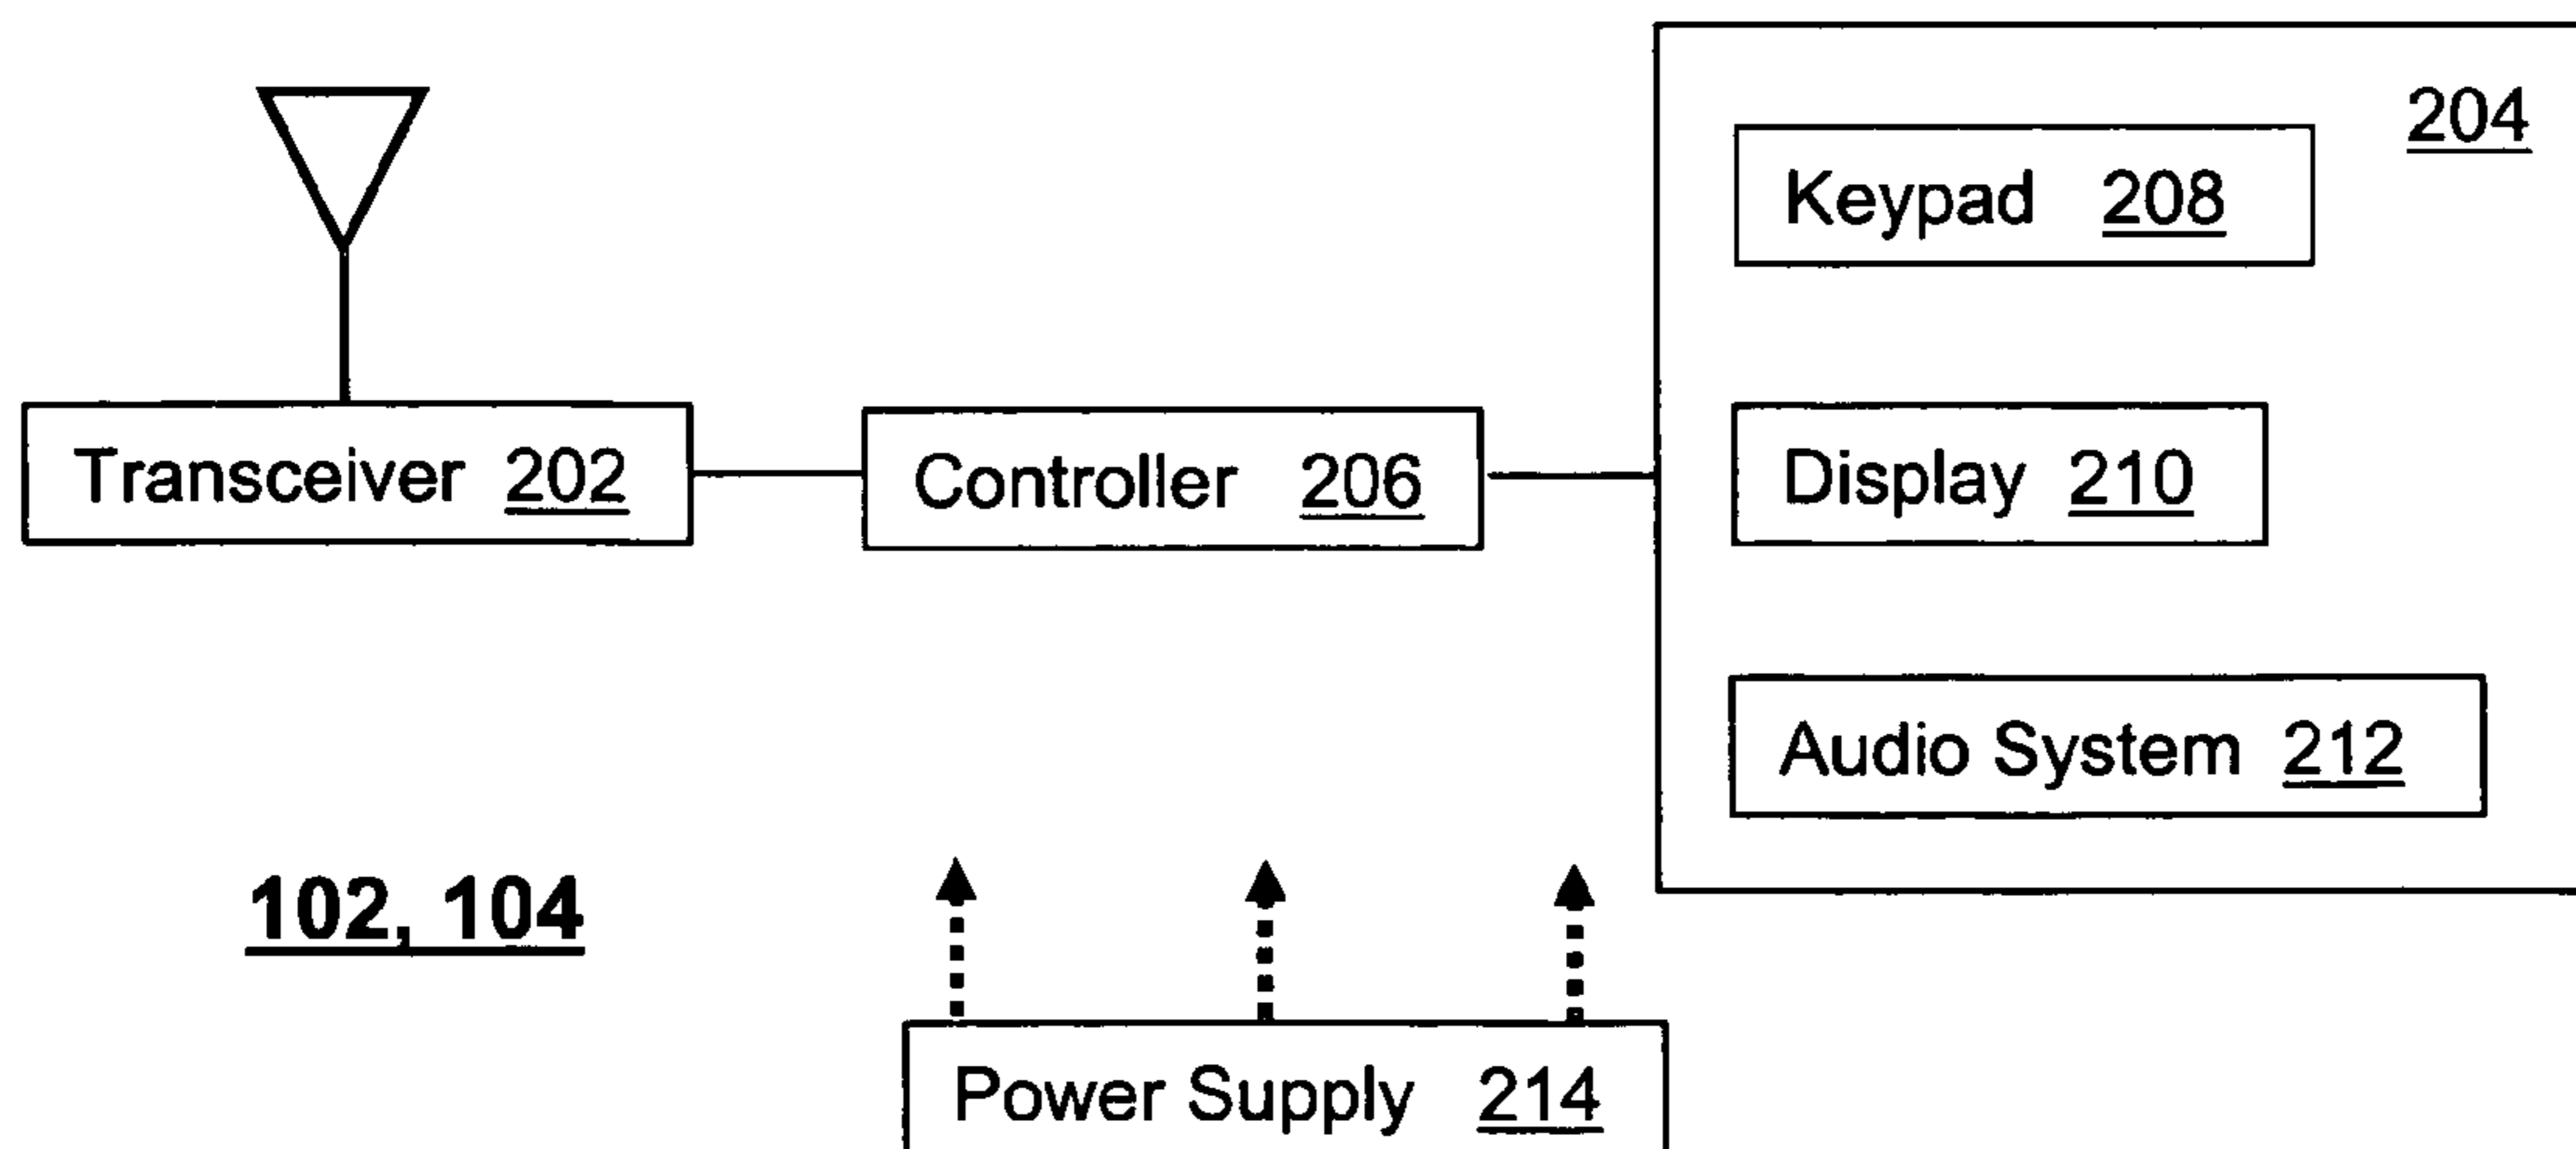 204
Keypad 208
Transceiver 202
Controller 206
Display 210
Audio System 212
102, 104
Power Supply 214